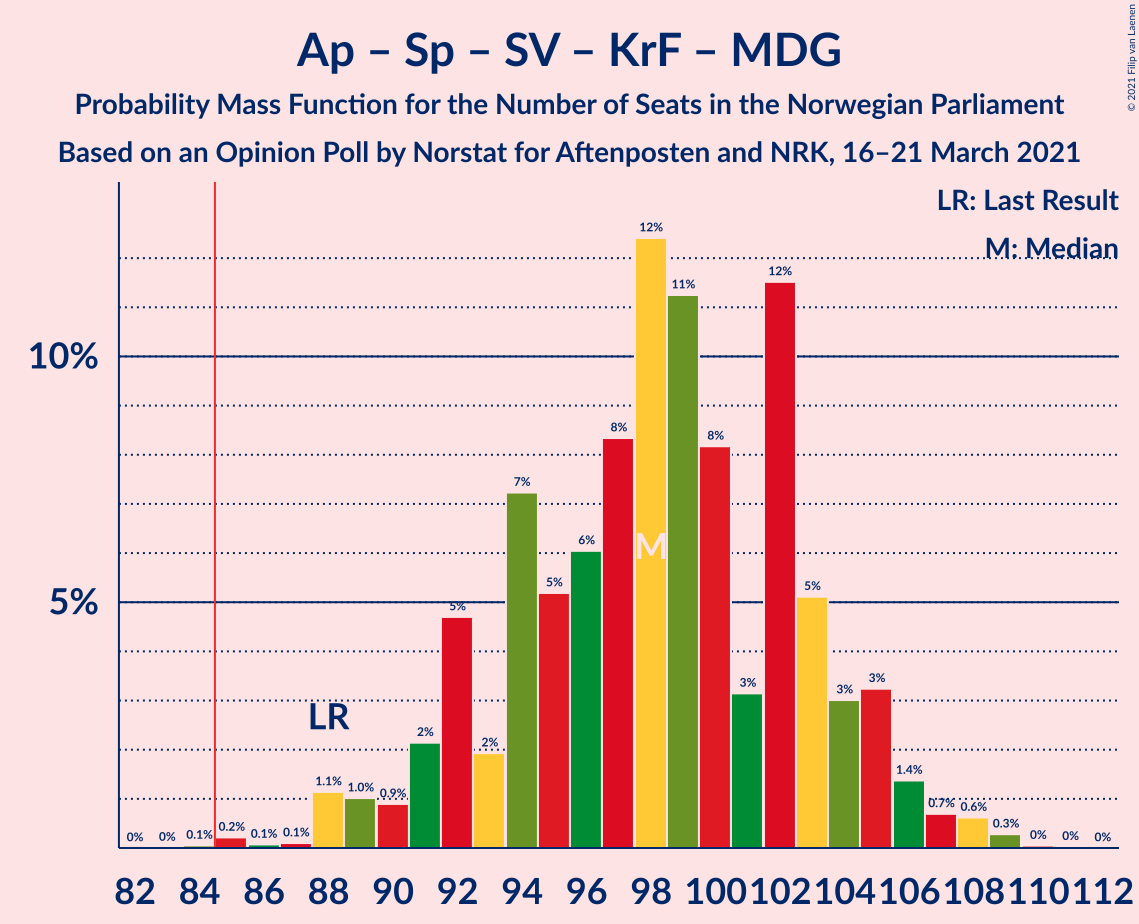 © 2021 Filip van Laenen
Ap – Sp – SV – KrF – MDG
Probability Mass Function for the Number of Seats in the Norwegian Parliament
Based on an Opinion Poll by Norstat for Aftenposten and NRK, 16–21 March 2021
LR: Last Result
M: Median
10%
5%
0% 0% 0.1% 0.2% 0.1% 0.1% 1.1% 1.0% 0.9% 2% 5% 2% 7% 5% 6% 8% 12% 11% 8% 3% 12% 5% 3% 3% 1.4% 0.7% 0.6% 0.3% 0% 0% 0%
LR
M
82 84 86 88 90 92 94 96 98 100 102 104 106 108 110 112